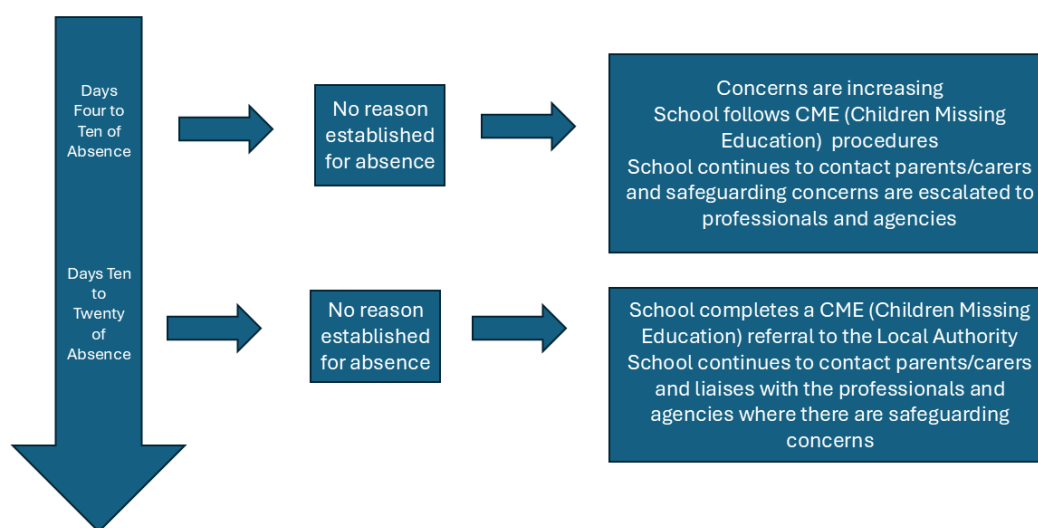 Days
Four to
Ten of
Absence
No reason
established
for absence
Concerns are increasing
School follows CME (Children Missing
Education) procedures
School continues to contact parents/carers
and safeguarding concerns are escalated to
professionals and agencies
Days Ten
to
Twenty
of
Absence
No reason
established
for absence
School completes a CME (Children Missing
Education) referral to the Local Authority
School continues to contact parents/carers
and liaises with the professionals and
agencies where there are safeguarding
concerns